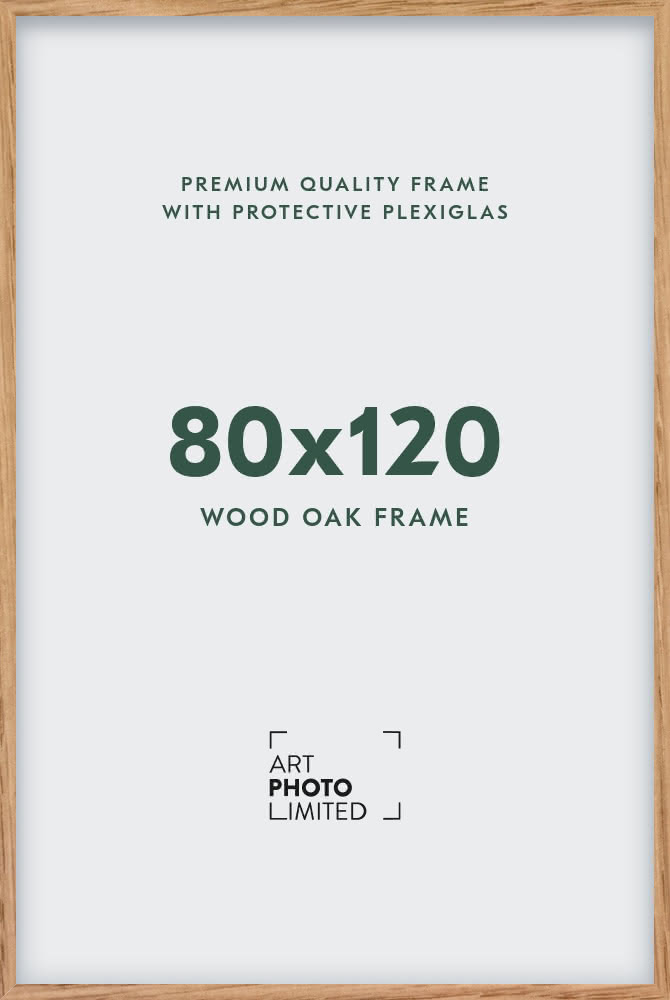 PREMIUM QUALITY FRAME
WITH PROTECTIVE PLEXIGLAS
80x120
WOOD OAK FRAME
ART
PHOTO
LIMITED